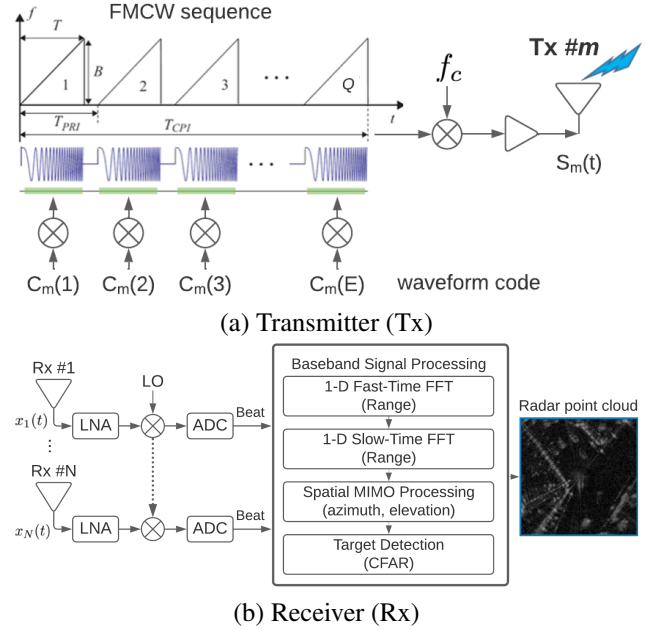 FMCW sequence
f
T
B
1
2
3
...
Q
T_PRI
T_CPI
t
f_c
Tx #m
S_m(t)
...
C_m(1)
C_m(2)
C_m(3)
C_m(E)
waveform code
(a) Transmitter (Tx)
Rx #1
x_1(t)
LNA
LO
ADC
Beat
⋮
Rx #N
x_N(t)
LNA
ADC
Beat
Baseband Signal Processing
1-D Fast-Time FFT
(Range)
1-D Slow-Time FFT
(Range)
Spatial MIMO Processing
(azimuth, elevation)
Target Detection
(CFAR)
Radar point cloud
(b) Receiver (Rx)